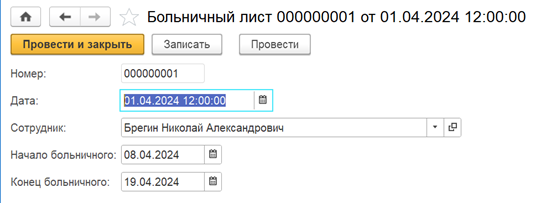 Больничный лист 000000001 от 01.04.2024 12:00:00
Провести и закрыть Записать Провести
Номер: 000000001
Дата: 01.04.2024 12:00:00
Сотрудник: Брегин Николай Александрович
Начало больничного: 08.04.2024
Конец больничного: 19.04.2024